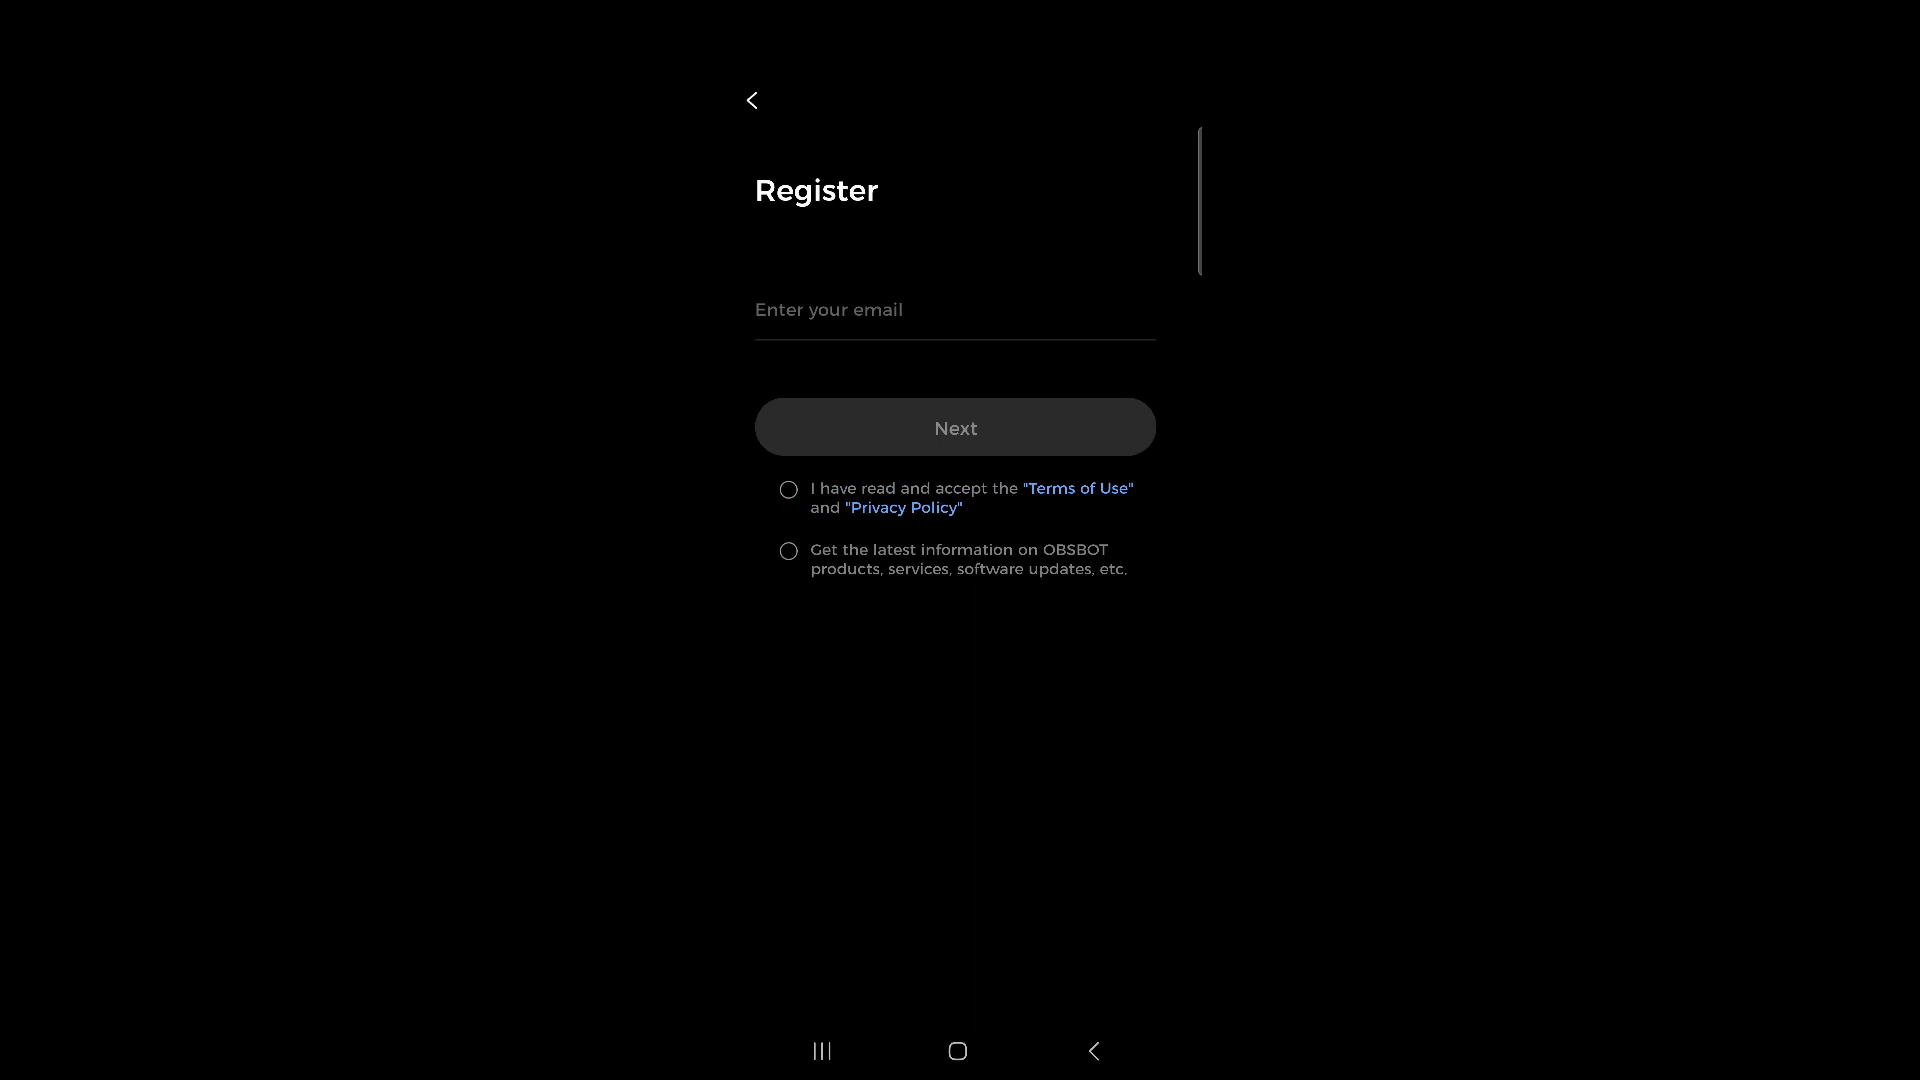 Register
Enter your email
Next
I have read and accept the "Terms of Use"
and "Privacy Policy"
Get the latest information on OBSBOT
products, services, software updates, etc.